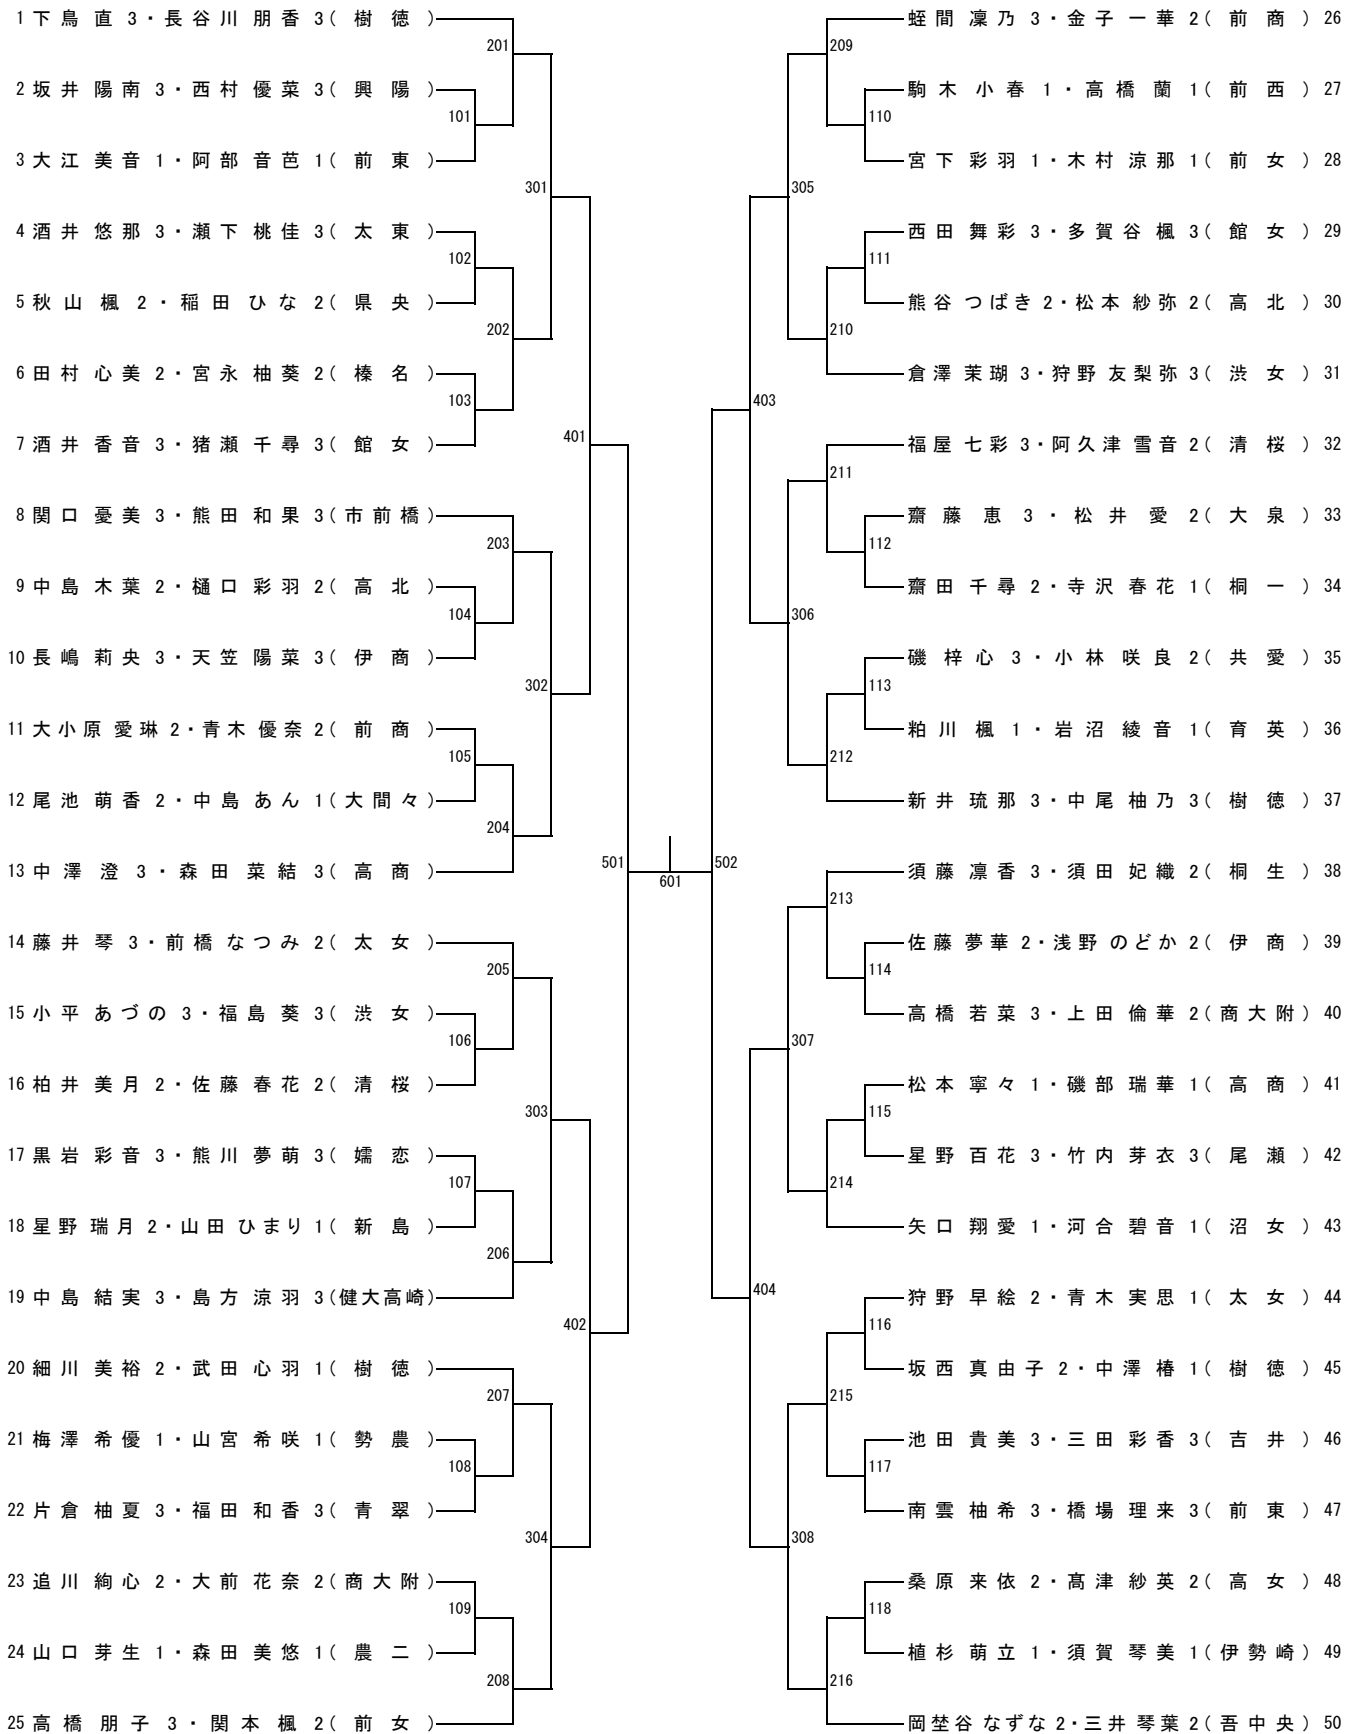 1 下鳥 直 3・長谷川 朋香 3( 樹 徳 )
201
2 坂井 陽南 3・西村 優菜 3( 興 陽 )
101
3 大江 美音 1・阿部 音芭 1( 前 東 )
301
4 酒井 悠那 3・瀬下 桃佳 3( 太 東 )
102
5 秋山 楓 2・稲田 ひな 2( 県 央 )
202
6 田村 心美 2・宮永 柚葵 2( 榛 名 )
103
7 酒井 香音 3・猪瀬 千尋 3( 館 女 )
401
8 関口 憂美 3・熊田 和果 3(市前橋)
203
9 中島 木葉 2・樋口 彩羽 2( 高 北 )
104
10 長嶋 莉央 3・天笠 陽菜 3( 伊 商 )
302
11 大小原 愛琳 2・青木 優奈 2( 前 商 )
105
12 尾池 萌香 2・中島 あん 1(大間々)
204
13 中澤 澄 3・森田 菜結 3( 高 商 )
501
14 藤井 琴 3・前橋 なつみ 2( 太 女 )
205
15 小平 あづの 3・福島 葵 3( 渋 女 )
106
16 柏井 美月 2・佐藤 春花 2( 清 桜 )
303
17 黒岩 彩音 3・熊川 夢萌 3( 嬬 恋 )
107
18 星野 瑞月 2・山田 ひまり 1( 新 島 )
206
19 中島 結実 3・島方 涼羽 3(健大高崎)
402
20 細川 美裕 2・武田 心羽 1( 樹 徳 )
207
21 梅澤 希優 1・山宮 希咲 1( 勢 農 )
108
22 片倉 柚夏 3・福田 和香 3( 青 翠 )
304
23 追川 絢心 2・大前 花奈 2(商大附)
109
24 山口 芽生 1・森田 美悠 1( 農 二 )
208
25 高橋 朋子 3・関本 楓 2( 前 女 )
601
蛭間 凜乃 3・金子 一華 2( 前 商 ) 26
209
駒木 小春 1・高橋 蘭 1( 前 西 ) 27
110
宮下 彩羽 1・木村 涼那 1( 前 女 ) 28
305
西田 舞彩 3・多賀谷 楓 3( 館 女 ) 29
111
熊谷 つばき 2・松本 紗弥 2( 高 北 ) 30
210
倉澤 茉瑚 3・狩野 友梨弥 3( 渋 女 ) 31
403
福屋 七彩 3・阿久津 雪音 2( 清 桜 ) 32
211
齋藤 恵 3・松井 愛 2( 大 泉 ) 33
112
齋田 千尋 2・寺沢 春花 1( 桐 一 ) 34
306
磯 梓心 3・小林 咲良 2( 共 愛 ) 35
113
粕川 楓 1・岩沼 綾音 1( 育 英 ) 36
212
新井 琉那 3・中尾 柚乃 3( 樹 徳 ) 37
502
須藤 凛香 3・須田 妃織 2( 桐 生 ) 38
213
佐藤 夢華 2・浅野 のどか 2( 伊 商 ) 39
114
高橋 若菜 3・上田 倫華 2(商大附) 40
307
松本 寧々 1・磯部 瑞華 1( 高 商 ) 41
115
星野 百花 3・竹内 芽衣 3( 尾 瀬 ) 42
214
矢口 翔愛 1・河合 碧音 1( 沼 女 ) 43
404
狩野 早絵 2・青木 実思 1( 太 女 ) 44
116
坂西 真由子 2・中澤 椿 1( 樹 徳 ) 45
215
池田 貴美 3・三田 彩香 3( 吉 井 ) 46
117
南雲 柚希 3・橋場 理来 3( 前 東 ) 47
308
桑原 来依 2・髙津 紗英 2( 高 女 ) 48
118
植杉 萌立 1・須賀 琴美 1(伊勢崎) 49
216
岡埜谷 なずな 2・三井 琴葉 2(吾中央) 50